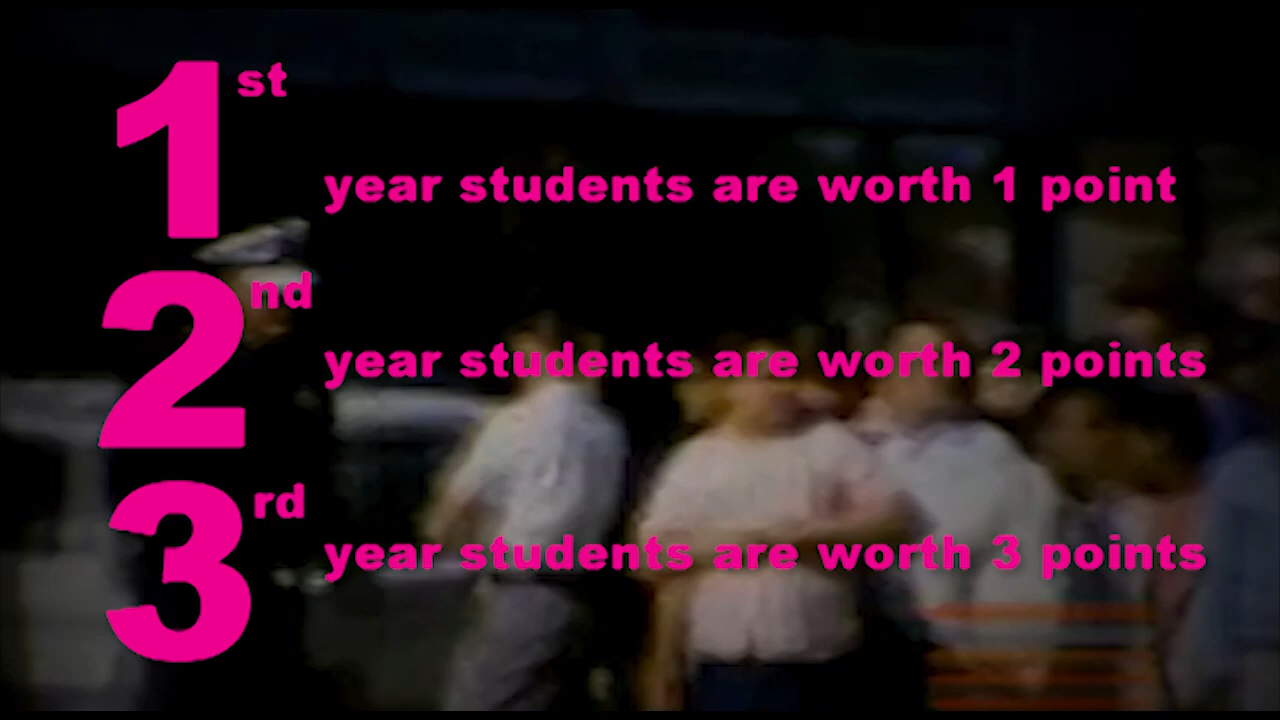 1st year students are worth 1 point
2nd year students are worth 2 points
3rd year students are worth 3 points